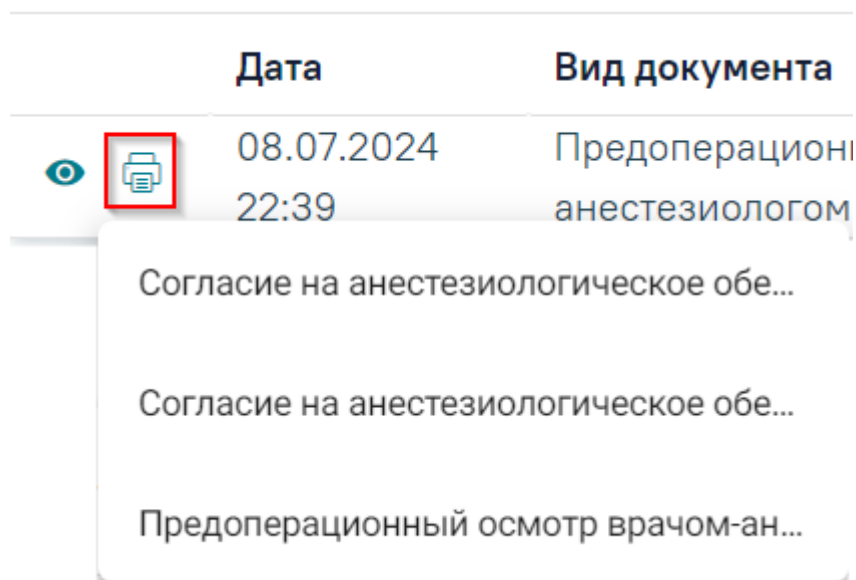 Дата Вид документа
08.07.2024 Предоперационн
22:39 анестезиологом
Согласие на анестезиологическое обе...
Согласие на анестезиологическое обе...
Предоперационный осмотр врачом-ан...